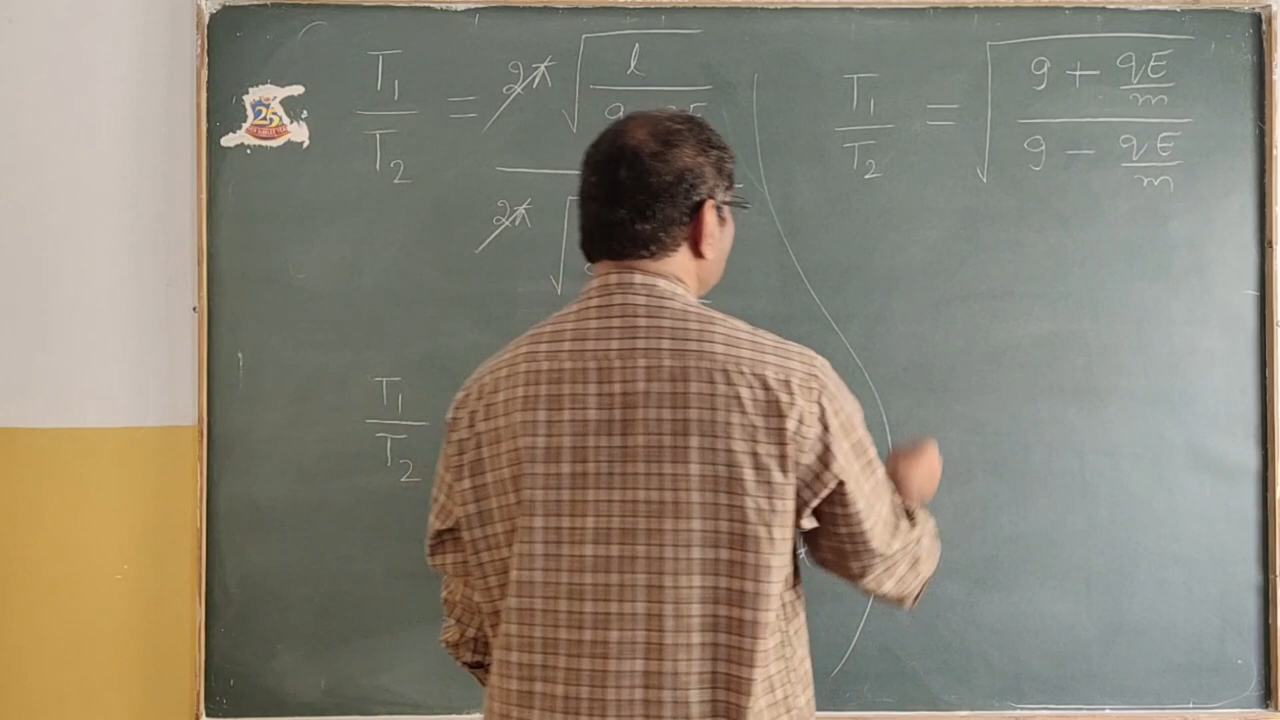 T₁/T₂ = 2π √(l/
2π √
T₁/T₂
T₁/T₂ = √((g + qE/m)/(g - qE/m))
25